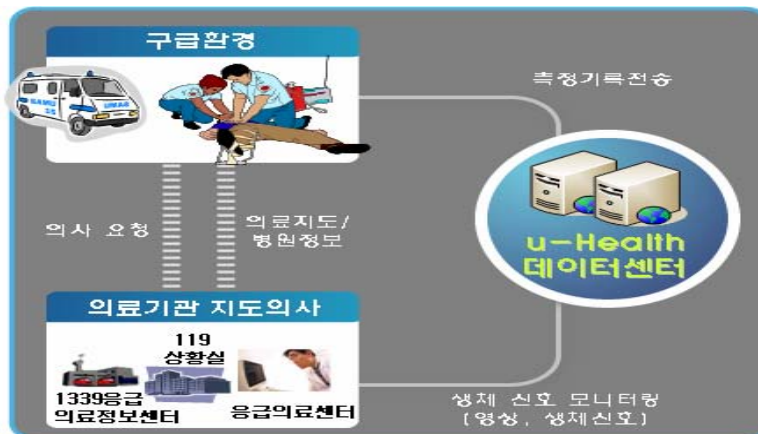 구급환경
측정기록전송
의사 요청
의료지도/
병원정보
u-Health
데이터센터
의료기관 지도의사
119
상황실
1339응급
의료정보센터
응급의료센터
생체 신호 모니터링
(영상, 생체신호)